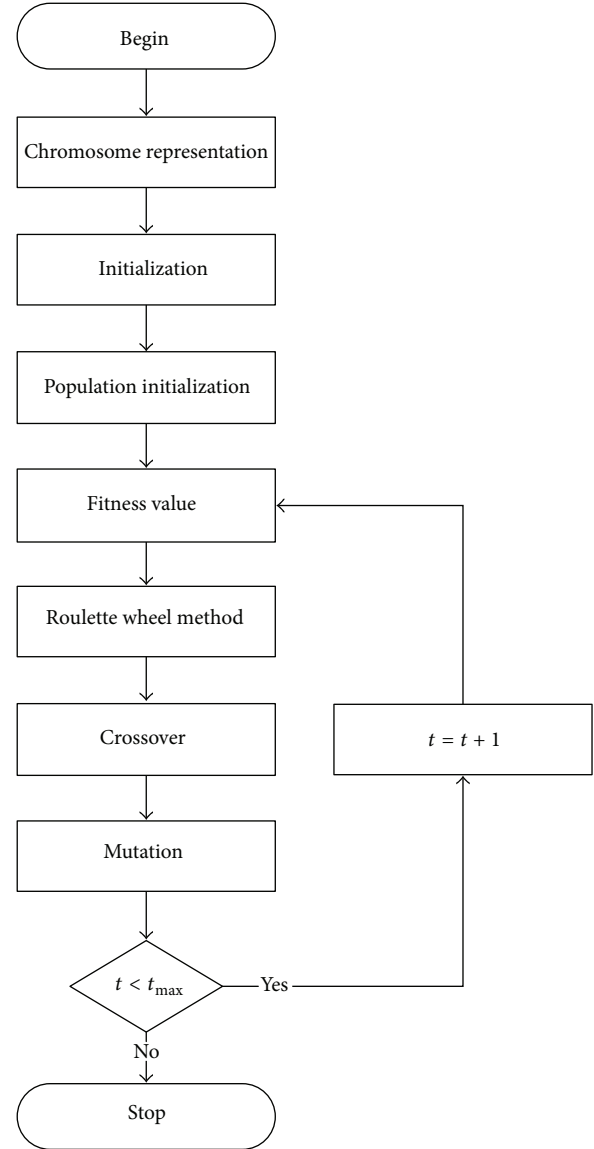 Begin
Chromosome representation
Initialization
Population initialization
Fitness value
Roulette wheel method
Crossover
t = t + 1
Mutation
t < tmax
Yes
No
Stop